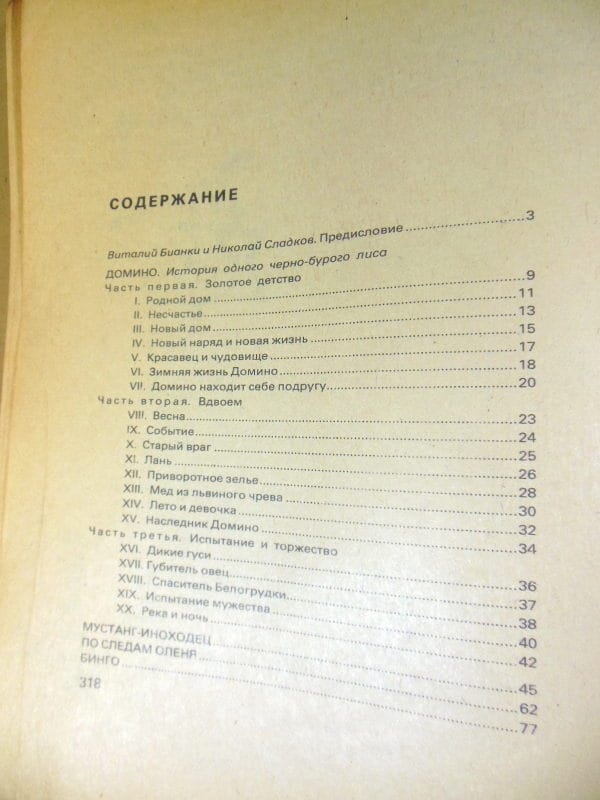 СОДЕРЖАНИЕ
Виталий Бианки и Николай Сладков. Предисловие 3
ДОМИНО. История одного черно-бурого лиса
Часть первая. Золотое детство
I. Родной дом 9
II. Несчастье 11
III. Новый дом 13
IV. Новый наряд и новая жизнь 15
V. Красавец и чудовище 17
VI. Зимняя жизнь Домино 18
VII. Домино находит себе подругу 20
Часть вторая. Вдвоем
VIII. Весна 23
IX. Событие 24
X. Старый враг 25
XI. Лань 26
XII. Приворотное зелье 28
XIII. Мед из львиного чрева 30
XIV. Лето и девочка 32
XV. Наследник Домино 34
Часть третья. Испытание и торжество
XVI. Дикие гуси 36
XVII. Губитель овец 37
XVIII. Спаситель Белогрудки 38
XIX. Испытание мужества 40
XX. Река и ночь 42
МУСТАНГ-ИНОХОДЕЦ 45
ПО СЛЕДАМ ОЛЕНЯ 62
БИНГО 77
318